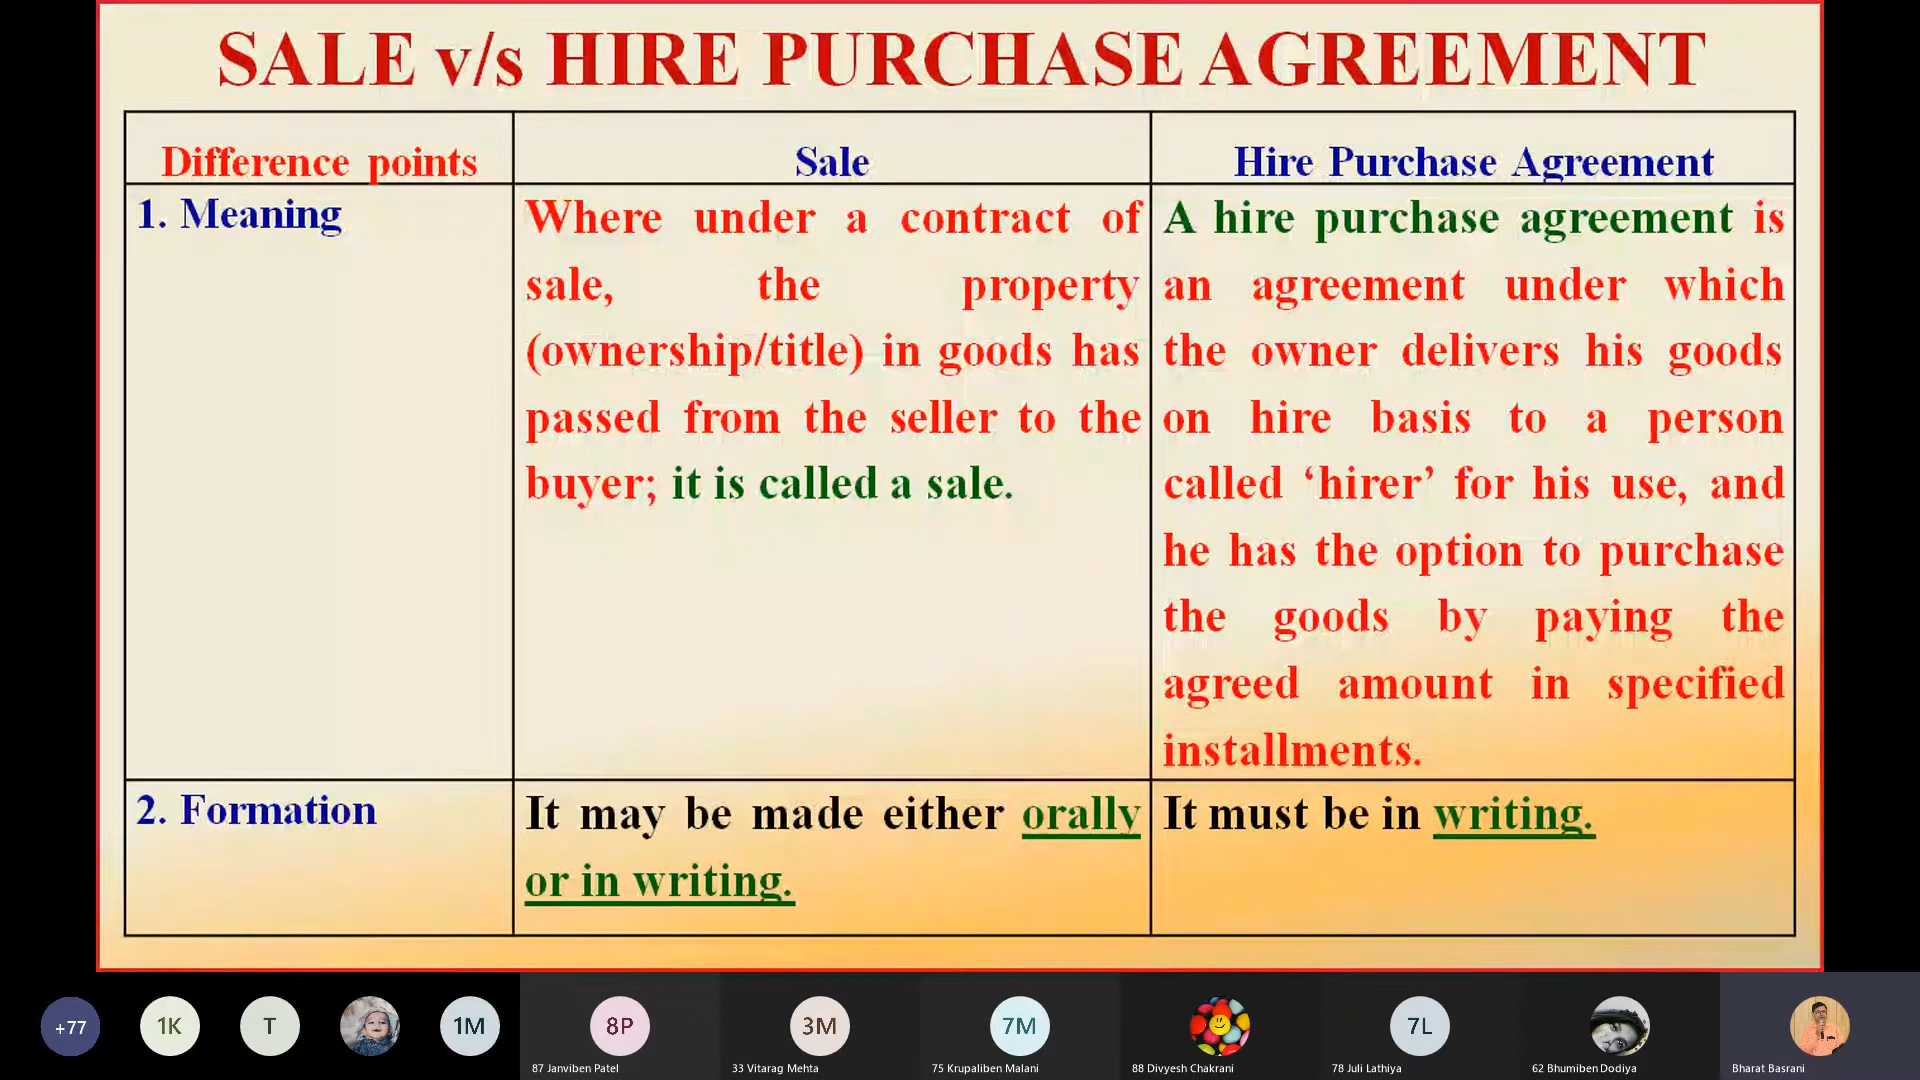 SALE v/s HIRE PURCHASE AGREEMENT
Difference points
Sale
Hire Purchase Agreement
1. Meaning
Where under a contract of
sale, the property
(ownership/title) in goods has
passed from the seller to the
buyer; it is called a sale.
A hire purchase agreement is
an agreement under which
the owner delivers his goods
on hire basis to a person
called ‘hirer’ for his use, and
he has the option to purchase
the goods by paying the
agreed amount in specified
installments.
2. Formation
It may be made either orally
or in writing.
It must be in writing.
+77
1K
T
1M
8P
3M
7M
7L
87 Janviben Patel
33 Vitarag Mehta
75 Krupaliben Malani
88 Divyesh Chakrani
78 Juli Lathiya
62 Bhumiben Dodiya
Bharat Basrani